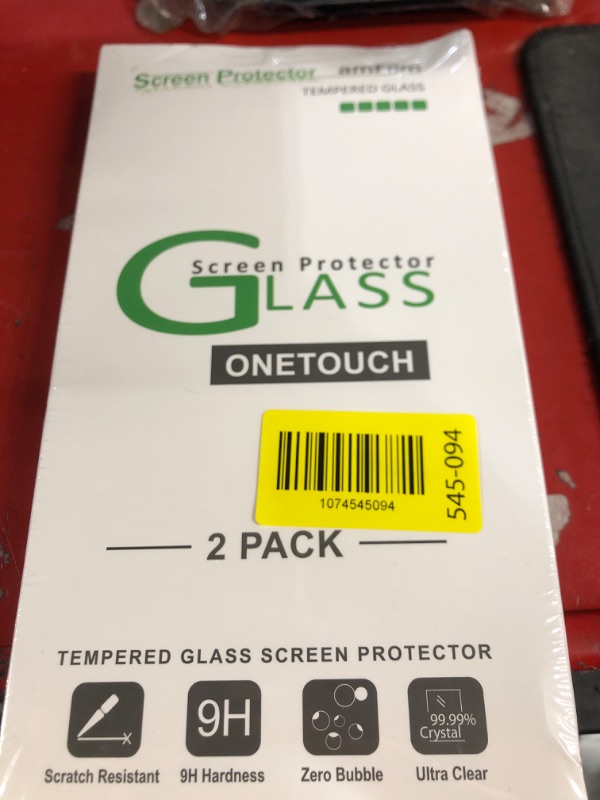 Screen Protector
TEMPERED GLASS
Screen Protector
GLASS
ONETOUCH
1074545094
545-094
2 PACK
TEMPERED GLASS SCREEN PROTECTOR
9H
99.99%
Crystal
X
Scratch Resistant
9H Hardness
Zero Bubble
Ultra Clear